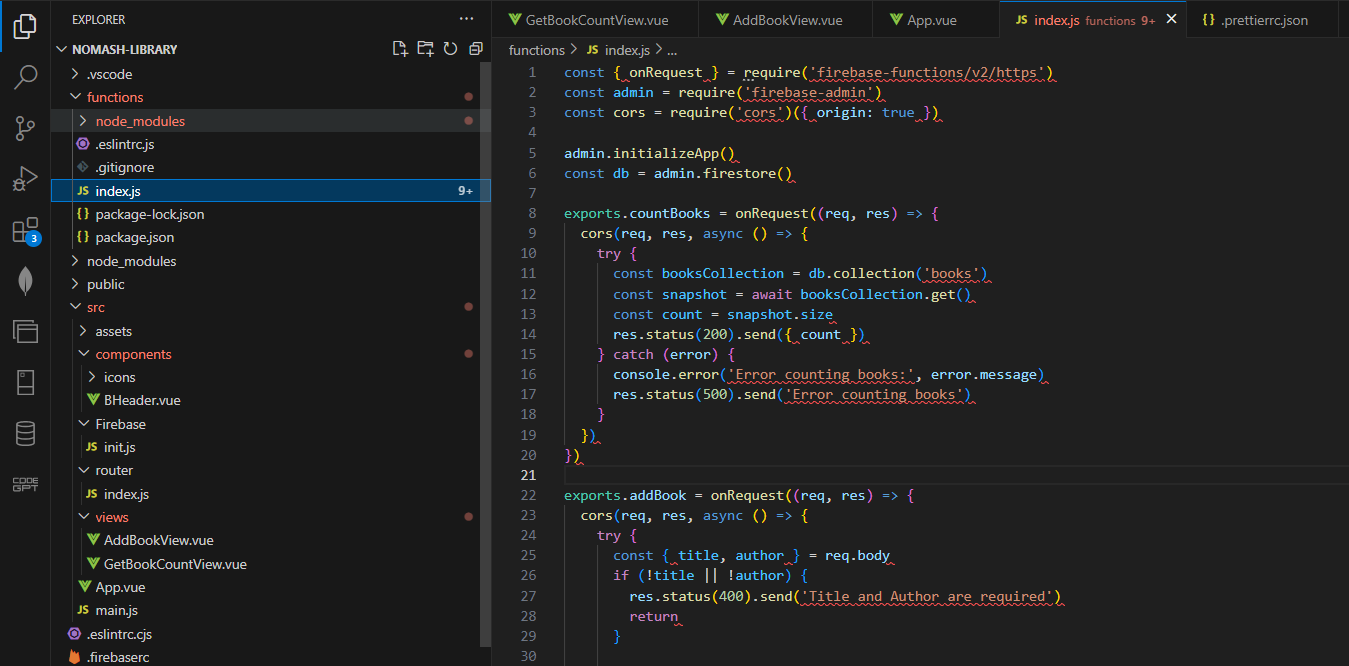 EXPLORER
NOMASH-LIBRARY
.vscode
functions
node_modules
.eslintrc.js
.gitignore
JS index.js 9+
{} package-lock.json
{} package.json
node_modules
public
src
assets
components
icons
BHeader.vue
Firebase
JS init.js
router
JS index.js
views
AddBookView.vue
GetBookCountView.vue
App.vue
JS main.js
.eslintrc.cjs
.firebaserc
3
CODE
GPT
GetBookCountView.vue
AddBookView.vue
App.vue
JS index.js functions 9+
{} .prettierrc.json
functions > JS index.js > ...
1 const { onRequest } = require('firebase-functions/v2/https')
2 const admin = require('firebase-admin')
3 const cors = require('cors')({ origin: true })
4
5 admin.initializeApp()
6 const db = admin.firestore()
7
8 exports.countBooks = onRequest((req, res) => {
9 cors(req, res, async () => {
10 try {
11 const booksCollection = db.collection('books')
12 const snapshot = await booksCollection.get()
13 const count = snapshot.size
14 res.status(200).send({ count })
15 } catch (error) {
16 console.error('Error counting books:', error.message)
17 res.status(500).send('Error counting books')
18 }
19 })
20 })
21
22 exports.addBook = onRequest((req, res) => {
23 cors(req, res, async () => {
24 try {
25 const { title, author } = req.body
26 if (!title || !author) {
27 res.status(400).send('Title and Author are required')
28 return
29 }
30